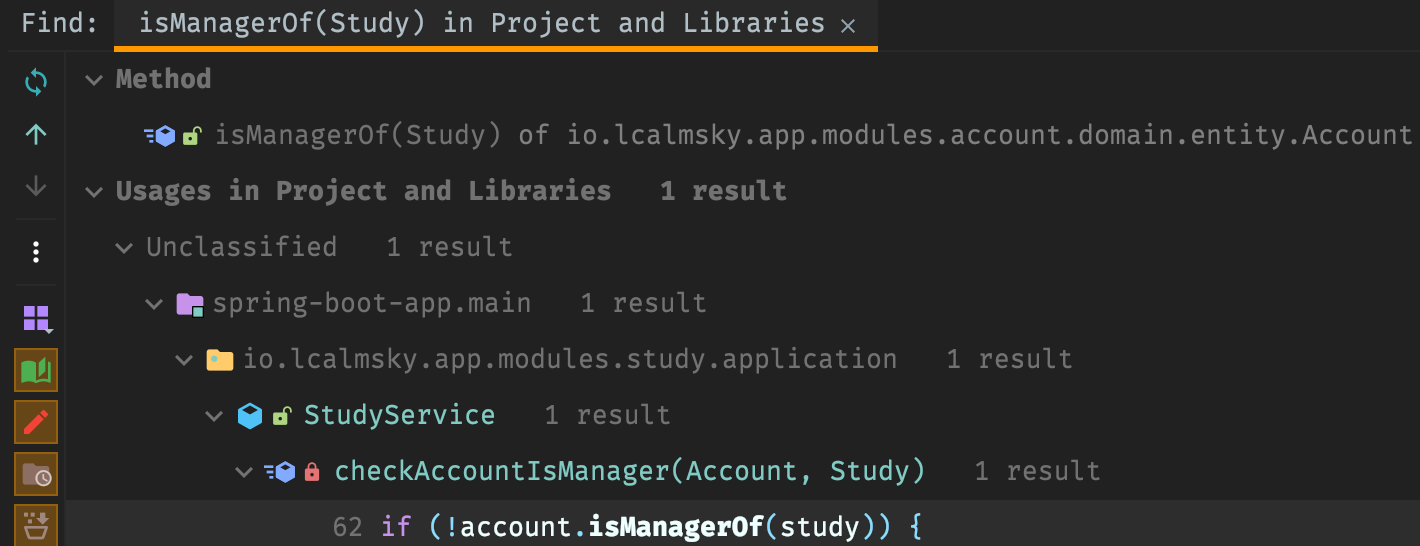 Find: isManagerOf(Study) in Project and Libraries ×
Method
isManagerOf(Study) of io.lcalmsky.app.modules.account.domain.entity.Account
Usages in Project and Libraries 1 result
Unclassified 1 result
spring-boot-app.main 1 result
io.lcalmsky.app.modules.study.application 1 result
StudyService 1 result
checkAccountIsManager(Account, Study) 1 result
62 if (!account.isManagerOf(study)) {